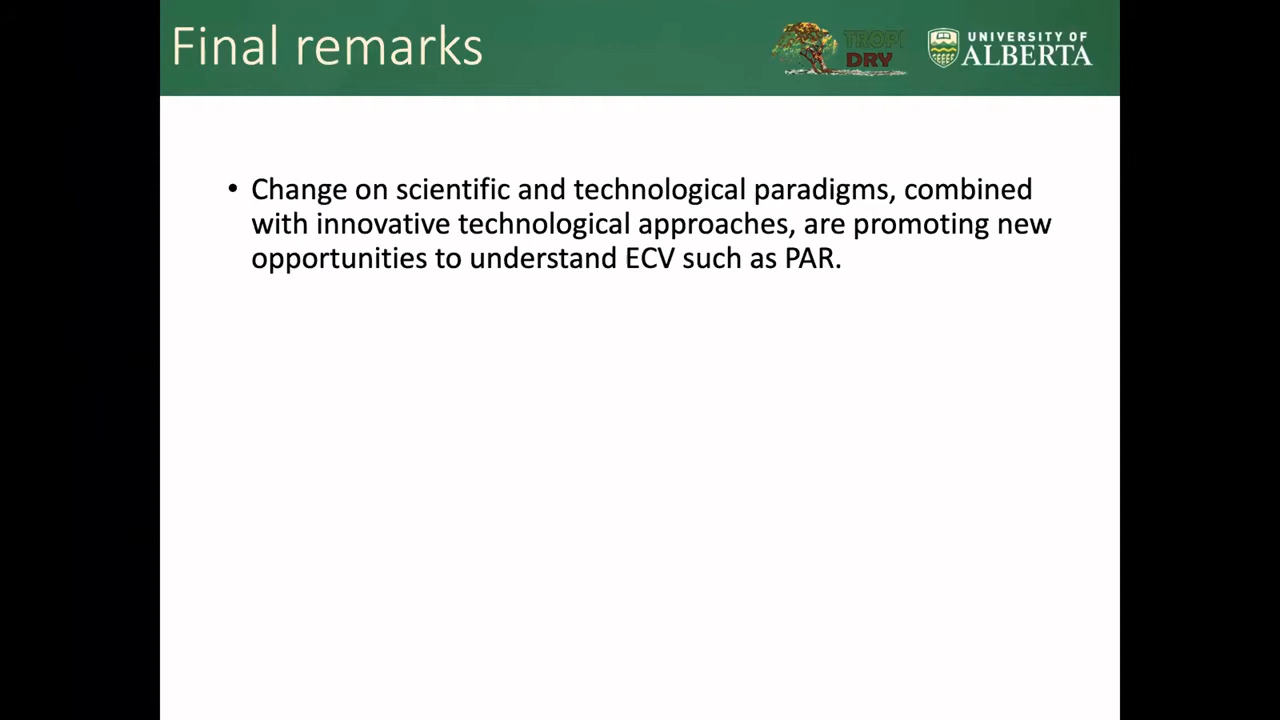 Final remarks
TROPI
DRY
UNIVERSITY OF
ALBERTA
• Change on scientific and technological paradigms, combined
with innovative technological approaches, are promoting new
opportunities to understand ECV such as PAR.